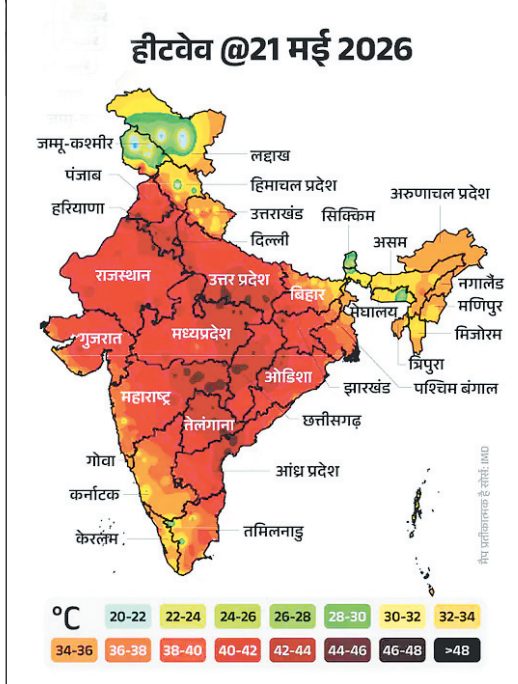 हीटवेव @21 मई 2026
जम्मू-कश्मीर
लद्दाख
पंजाब
हिमाचल प्रदेश
अरुणाचल प्रदेश
हरियाणा
उत्तराखंड
सिक्किम
दिल्ली
असम
राजस्थान
उत्तर प्रदेश
बिहार
नगालैंड
मेघालय
मणिपुर
गुजरात
मध्यप्रदेश
मिजोरम
त्रिपुरा
ओडिशा
झारखंड
पश्चिम बंगाल
महाराष्ट्र
तेलंगाना
छत्तीसगढ़
गोवा
आंध्र प्रदेश
कर्नाटक
तमिलनाडु
केरलम
मैप प्रतीकात्मक है सोर्स: IMD
°C 20-22 22-24 24-26 26-28 28-30 30-32 32-34
34-36 36-38 38-40 40-42 42-44 44-46 46-48 >48